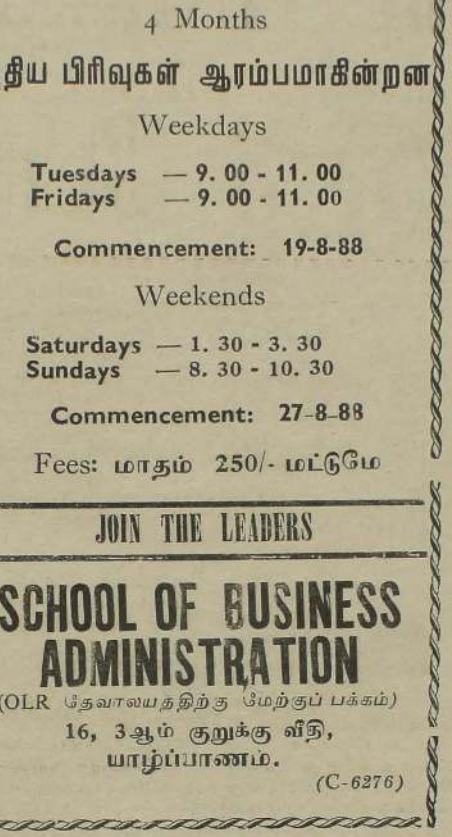 4 Months
திய பிரிவுகள் ஆரம்பமாகின்றன
Weekdays
Tuesdays — 9. 00 - 11. 00
Fridays — 9. 00 - 11. 00
Commencement: 19-8-88
Weekends
Saturdays — 1. 30 - 3. 30
Sundays — 8. 30 - 10. 30
Commencement: 27-8-88
Fees: மாதம் 250/- மட்டுமே
JOIN THE LEADERS
SCHOOL OF BUSINESS
ADMINISTRATION
(OLR தேவாலயத்திற்கு மேற்குப் பக்கம்)
16, 3ஆம் குறுக்கு வீதி,
யாழ்ப்பாணம்.
(C-6276)